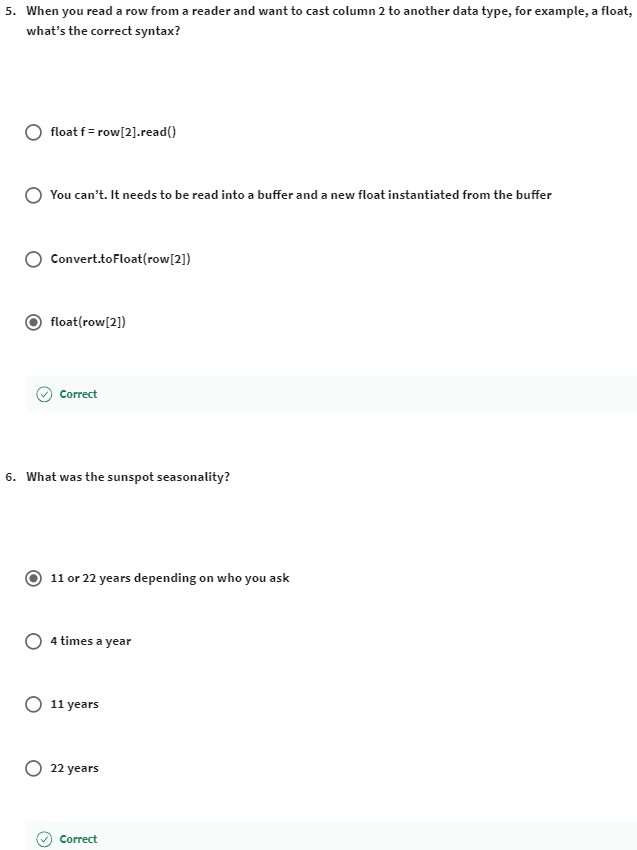 5. When you read a row from a reader and want to cast column 2 to another data type, for example, a float,
what's the correct syntax?
float f = row[2].read()
You can't. It needs to be read into a buffer and a new float instantiated from the buffer
Convert.toFloat(row[2])
float(row[2])
Correct
6. What was the sunspot seasonality?
11 or 22 years depending on who you ask
4 times a year
11 years
22 years
Correct